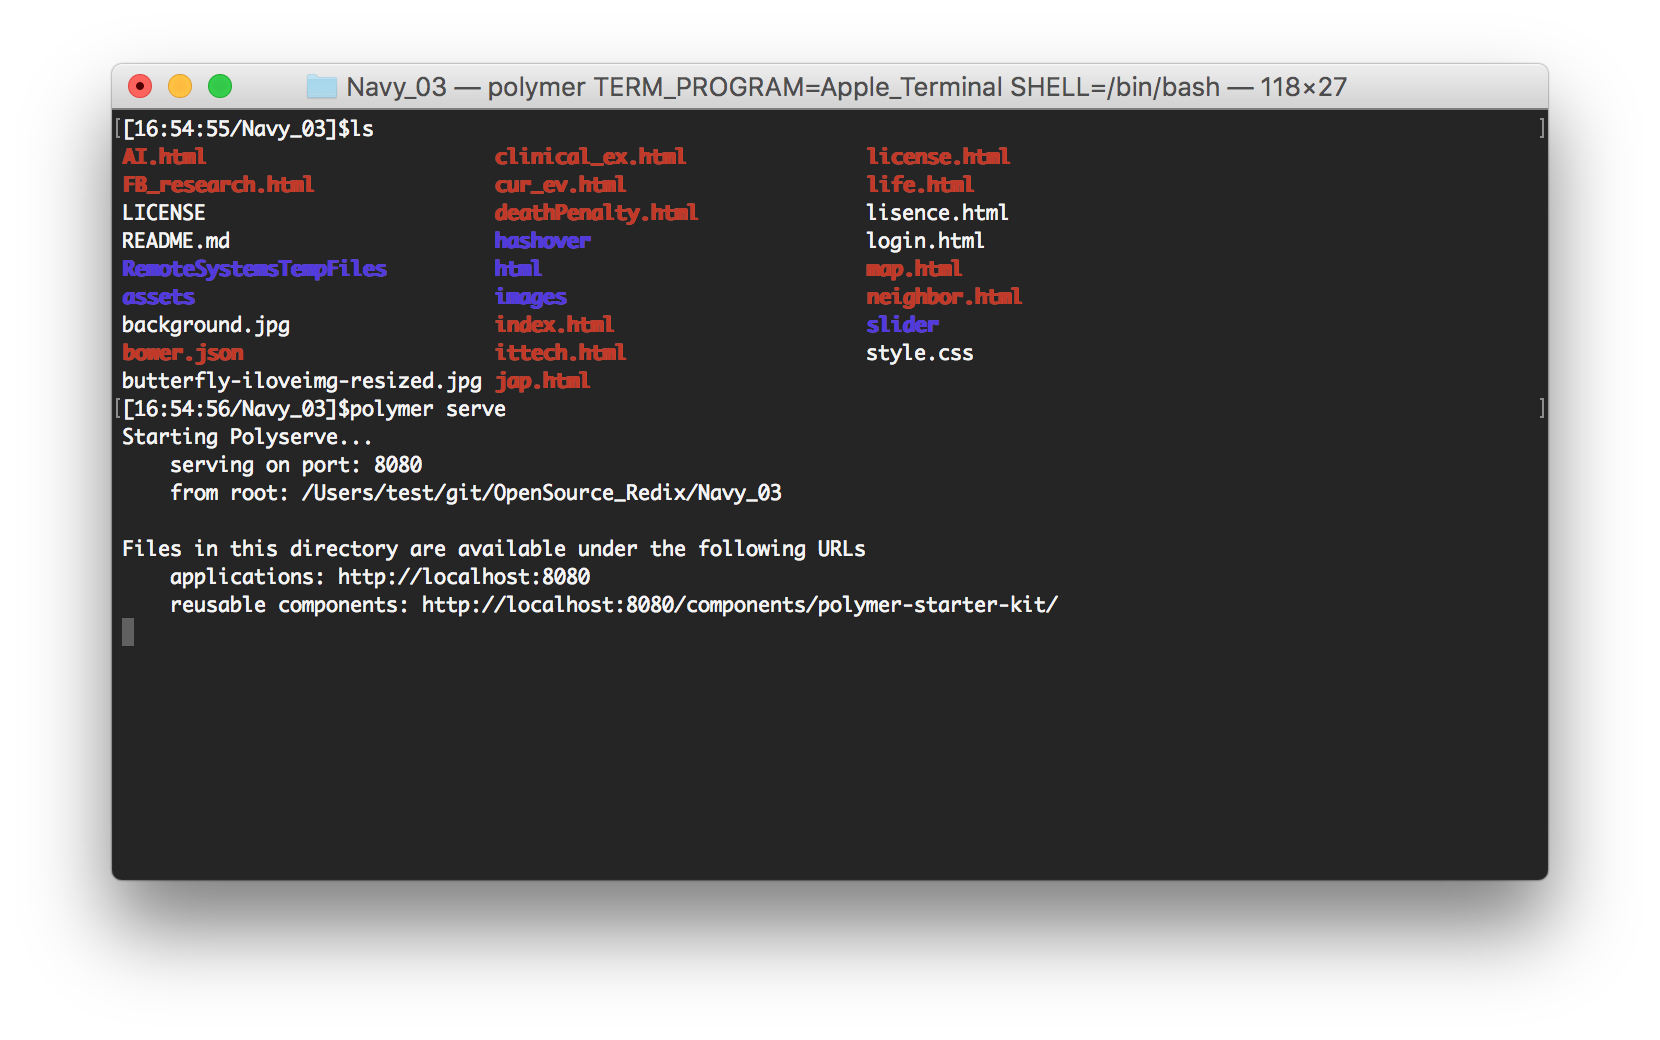 Navy_03 — polymer TERM_PROGRAM=Apple_Terminal SHELL=/bin/bash — 118×27
[[16:54:55/Navy_03]$ls ]
AI.html clinical_ex.html license.html
FB_research.html cur_ev.html life.html
LICENSE deathPenalty.html lisence.html
README.md hashover login.html
RemoteSystemsTempFiles html map.html
assets images neighbor.html
background.jpg index.html slider
bower.json ittech.html style.css
butterfly-iloveimg-resized.jpg jap.html
[[16:54:56/Navy_03]$polymer serve ]
Starting Polyserve...
    serving on port: 8080
    from root: /Users/test/git/OpenSource_Redix/Navy_03

Files in this directory are available under the following URLs
    applications: http://localhost:8080
    reusable components: http://localhost:8080/components/polymer-starter-kit/